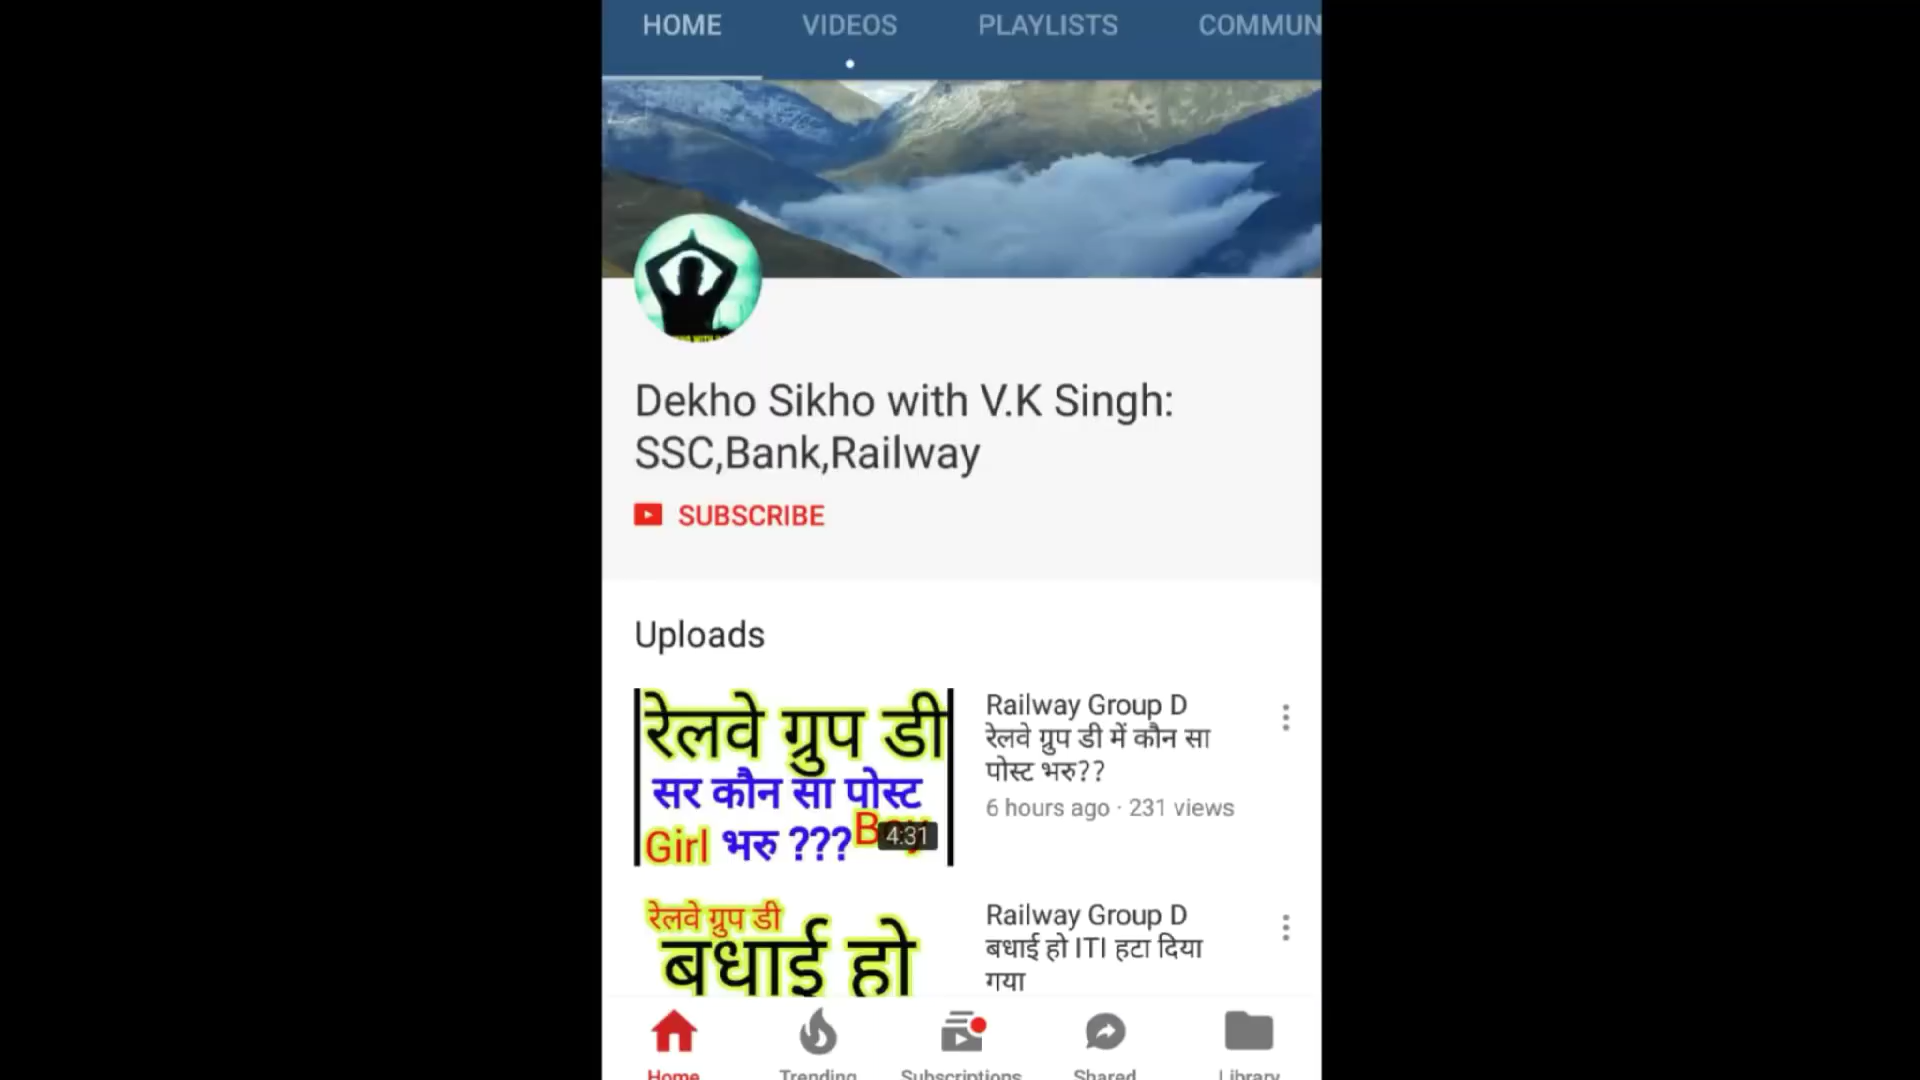 HOME VIDEOS PLAYLISTS COMMUN
Dekho Sikho with V.K Singh:
SSC,Bank,Railway
SUBSCRIBE
Uploads
रेलवे ग्रुप डी
सर कौन सा पोस्ट
Girl भरु ??? Boy
4:31
Railway Group D
रेलवे ग्रुप डी में कौन सा
पोस्ट भरु??
6 hours ago · 231 views
रेलवे ग्रुप डी
बधाई हो
Railway Group D
बधाई हो ITI हटा दिया
गया
Home Trending Subscriptions Shared Library